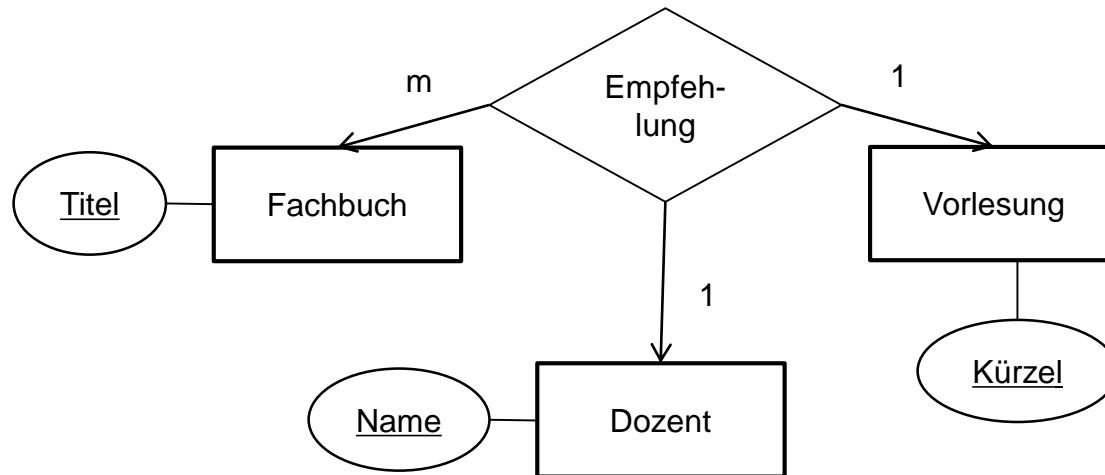 Empfeh-
lung
m
1
Titel
Fachbuch
Vorlesung
1
Kürzel
Name
Dozent